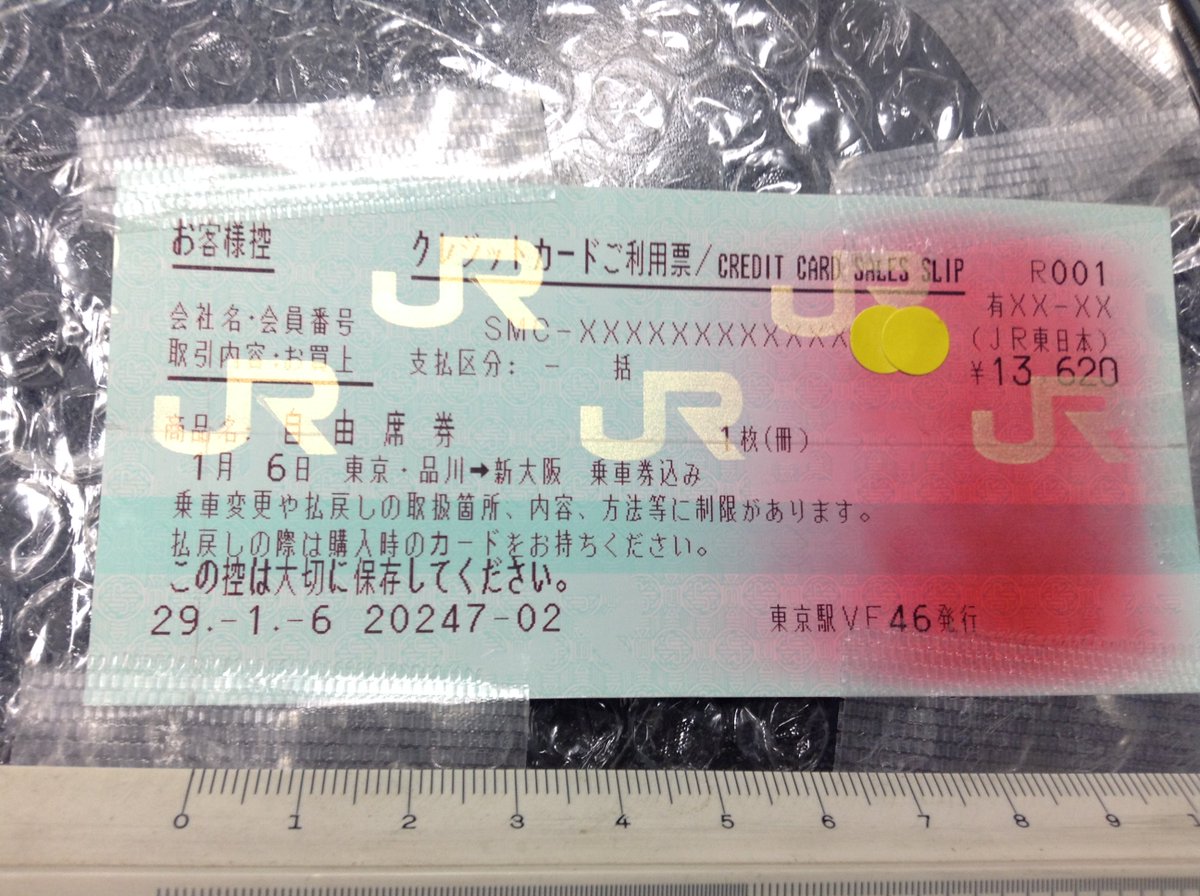 お客様控 クレジットカードご利用票/CREDIT CARD SALES SLIP R001
会社名・会員番号 SMC-XXXXXXXXXXXXX 有XX-XX
取引内容:お買上 支払区分: 一 括 (JR東日本)
¥13 620
商品名. 自由席券 1枚(冊)
1月 6日 東京・品川➡新大阪 乗車券込み
乗車変更や払戻しの取扱箇所、内容、方法等に制限があります。
払戻しの際は購入時のカードをお持ちください。
この控は大切に保存してください。
29.-1.-6 20247-02 東京駅VF46発行
JR JR
JR JR JR
0 1 2 3 4 5 6 7 8 9